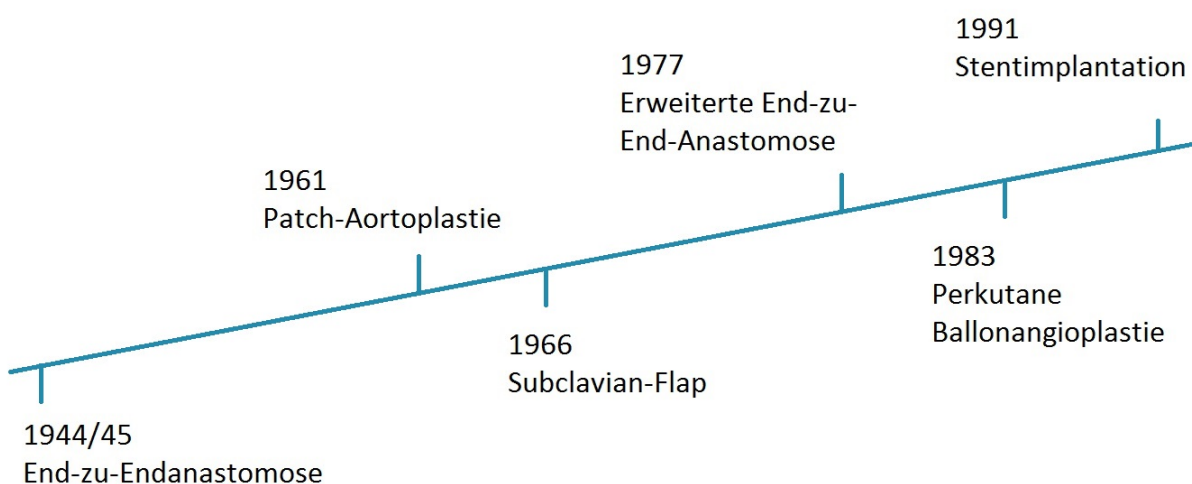 1944/45
End-zu-Endanastomose
1961
Patch-Aortoplastie
1966
Subclavian-Flap
1977
Erweiterte End-zu-
End-Anastomose
1983
Perkutane
Ballonangioplastie
1991
Stentimplantation